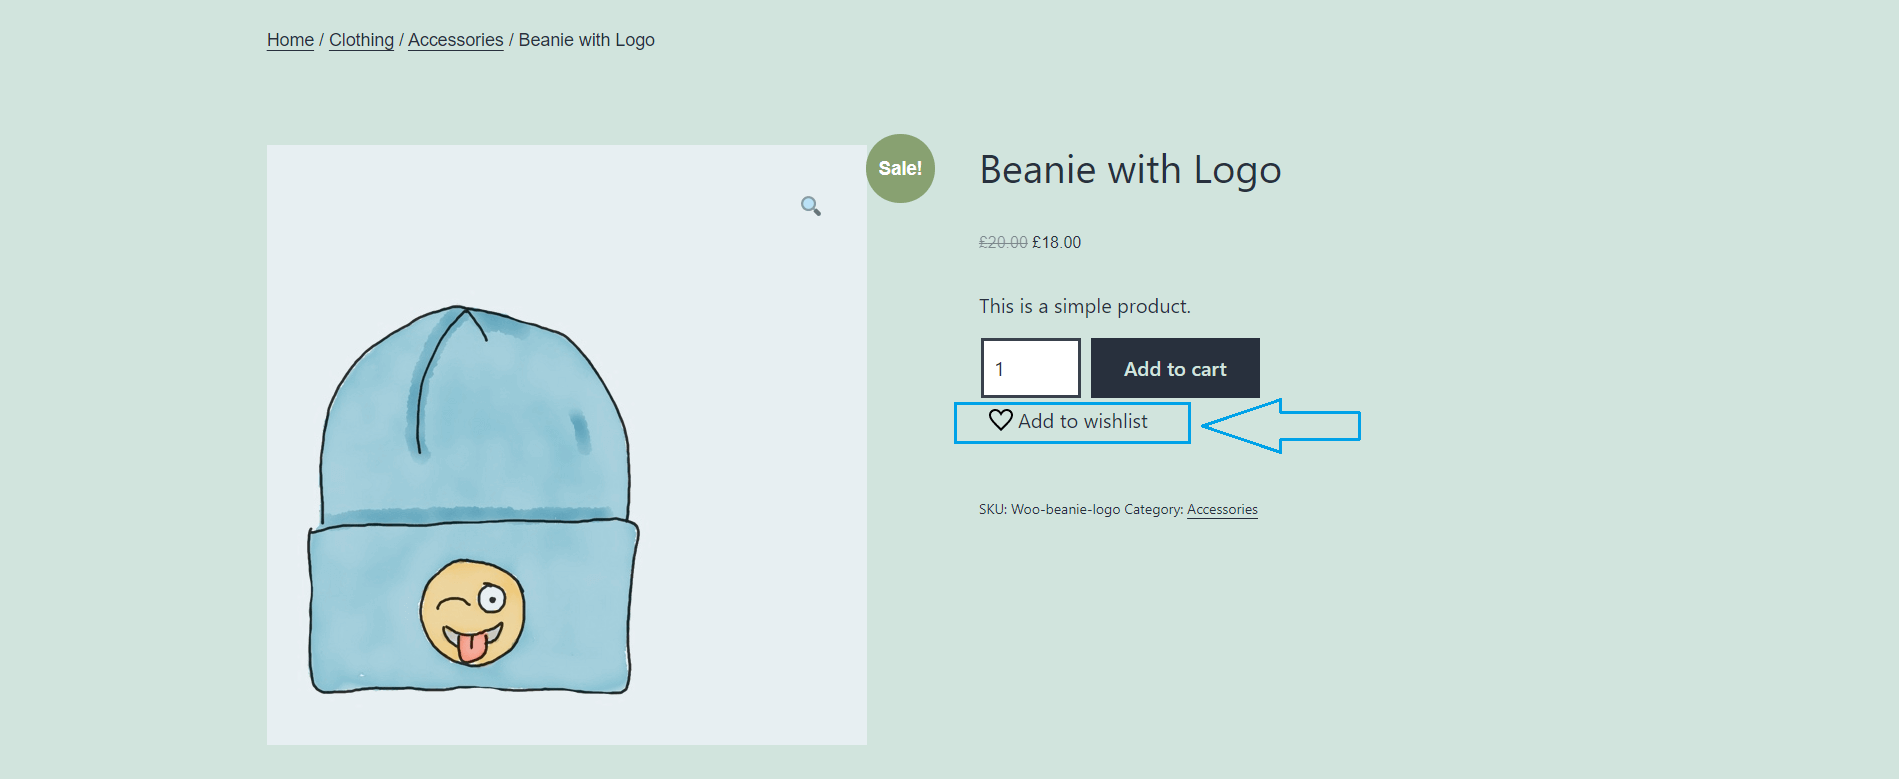 Home / Clothing / Accessories / Beanie with Logo
Sale!
Beanie with Logo
£20.00 £18.00
This is a simple product.
1
Add to cart
Add to wishlist
SKU: Woo-beanie-logo Category: Accessories